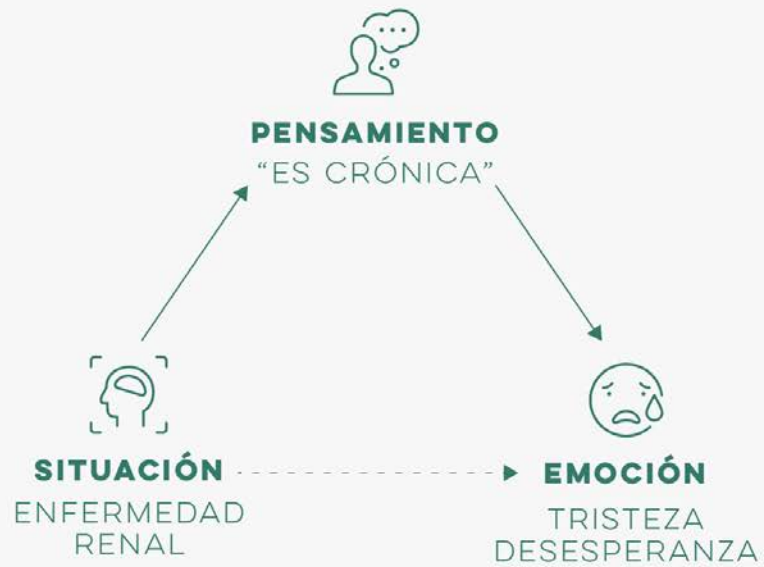 PENSAMIENTO
“ES CRÓNICA”
SITUACIÓN
ENFERMEDAD
RENAL
EMOCIÓN
TRISTEZA
DESESPERANZA